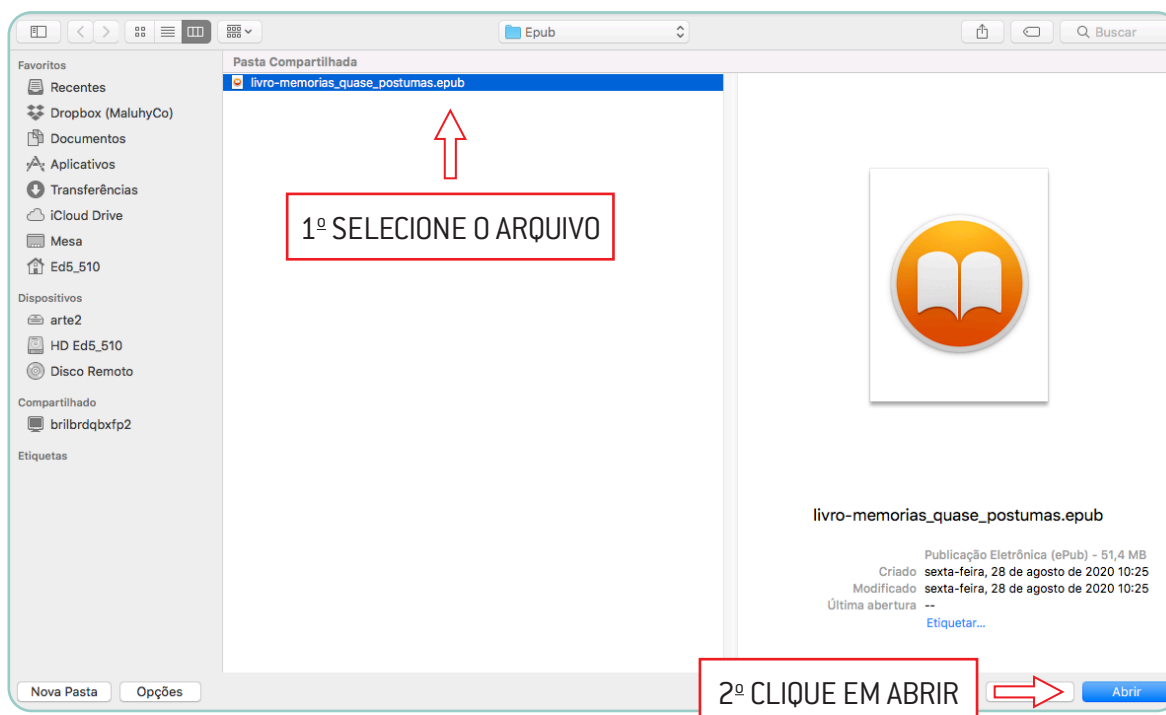 Epub
Buscar
Favoritos
Recentes
Dropbox (MaluhyCo)
Documentos
Aplicativos
Transferências
iCloud Drive
Mesa
Ed5_510
Dispositivos
arte2
HD Ed5_510
Disco Remoto
Compartilhado
brilbrdqbxfp2
Etiquetas
Pasta Compartilhada
livro-memorias_quase_postumas.epub
1º SELECIONE O ARQUIVO
livro-memorias_quase_postumas.epub
Publicação Eletrônica (ePub) - 51,4 MB
Criado sexta-feira, 28 de agosto de 2020 10:25
Modificado sexta-feira, 28 de agosto de 2020 10:25
Última abertura --
Etiquetar...
Nova Pasta Opções
2º CLIQUE EM ABRIR
Abrir